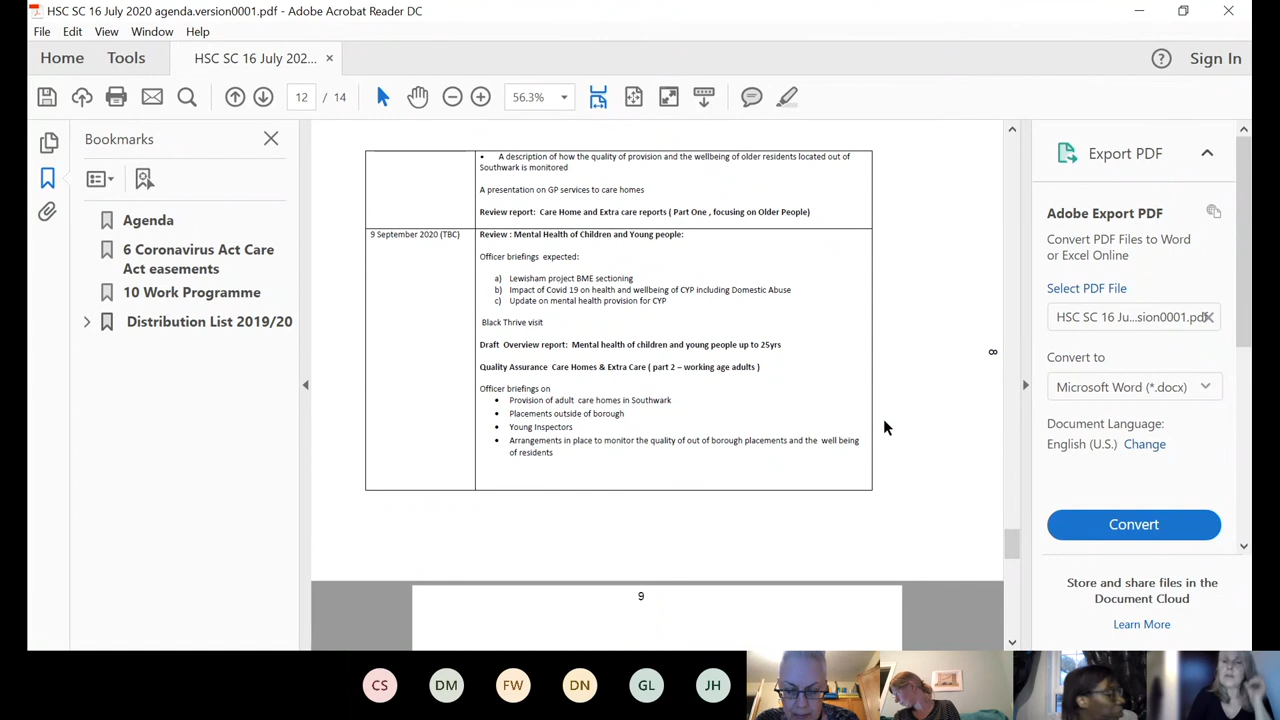 HSC SC 16 July 2020 agenda.version0001.pdf - Adobe Acrobat Reader DC
File Edit View Window Help
Home Tools HSC SC 16 July 202... × Sign In
12 / 14 56.3%
Bookmarks
Agenda
6 Coronavirus Act Care
Act easements
10 Work Programme
Distribution List 2019/20
• A description of how the quality of provision and the wellbeing of older residents located out of
Southwark is monitored
A presentation on GP services to care homes
Review report: Care Home and Extra care reports ( Part One , focusing on Older People)
9 September 2020 (TBC)
Review : Mental Health of Children and Young people:
Officer briefings expected:
a) Lewisham project BME sectioning
b) Impact of Covid 19 on health and wellbeing of CYP including Domestic Abuse
c) Update on mental health provision for CYP
Black Thrive visit
Draft Overview report: Mental health of children and young people up to 25yrs
Quality Assurance Care Homes & Extra Care ( part 2 – working age adults )
Officer briefings on
• Provision of adult care homes in Southwark
• Placements outside of borough
• Young Inspectors
• Arrangements in place to monitor the quality of out of borough placements and the well being
of residents
8
9
Export PDF
Adobe Export PDF
Convert PDF Files to Word
or Excel Online
Select PDF File
HSC SC 16 Ju...sion0001.pdf
Convert to
Microsoft Word (*.docx)
Document Language:
English (U.S.) Change
Convert
Store and share files in the
Document Cloud
Learn More
CS DM FW DN GL JH